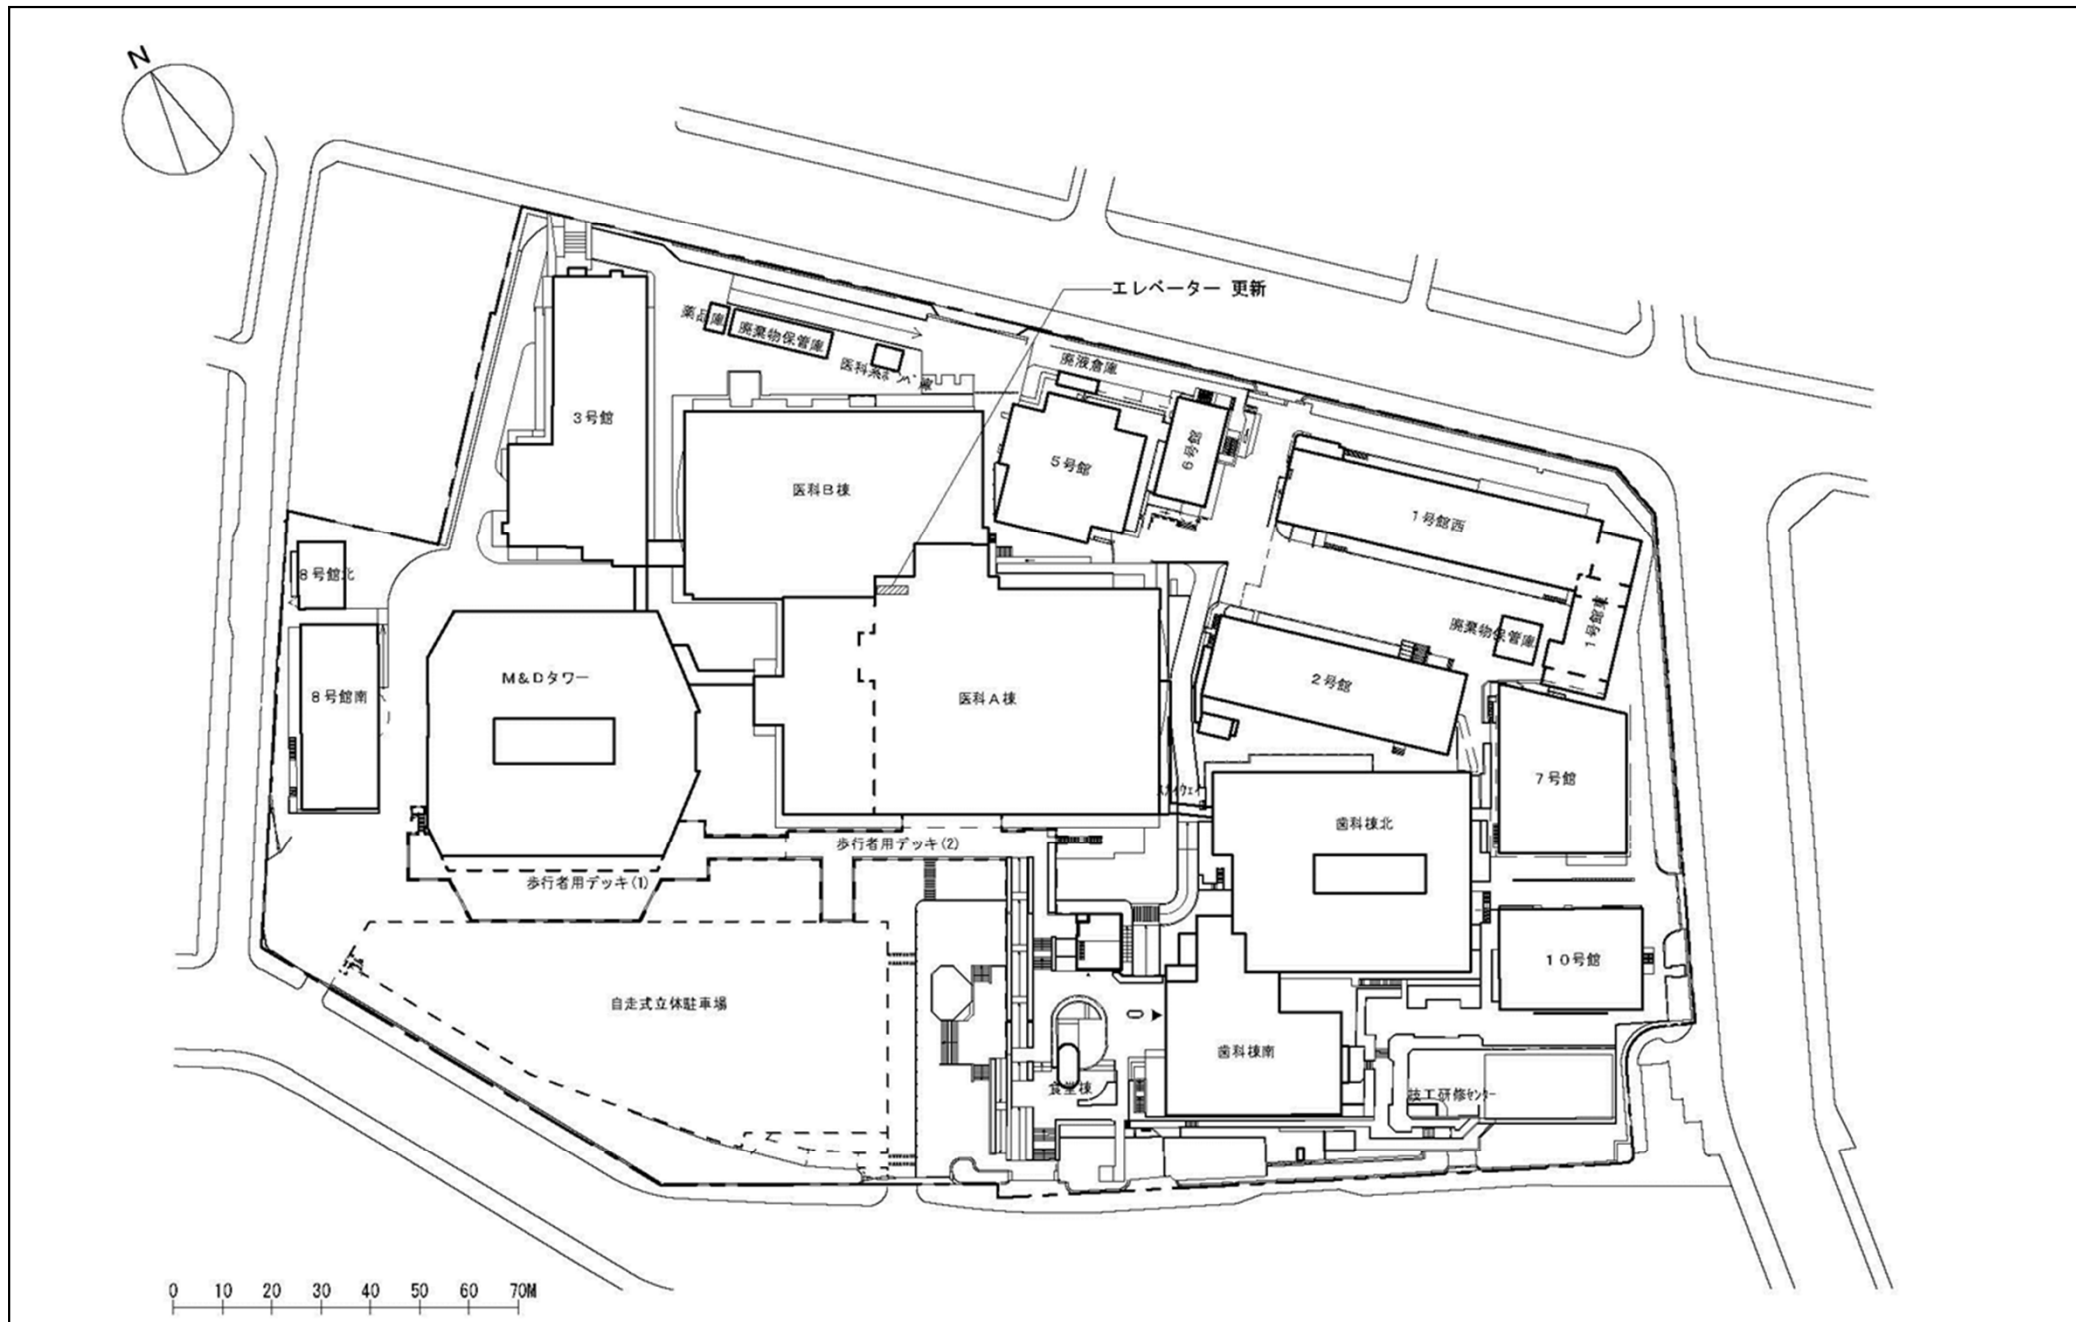 N
エレベーター 更新
薬品庫
廃棄物保管庫
廃液倉庫
3号館
5号館
6号館
医科B棟
1号館西
8号館北
1号館東
廃棄物保管庫
M&Dタワー
2号館
8号館南
医科A棟
7号館
スカイウェイ
歯科棟北
歩行者用デッキ(2)
歩行者用デッキ(1)
10号館
自走式立体駐車場
歯科棟南
食堂棟
技工研修センター
0 10 20 30 40 50 60 70M